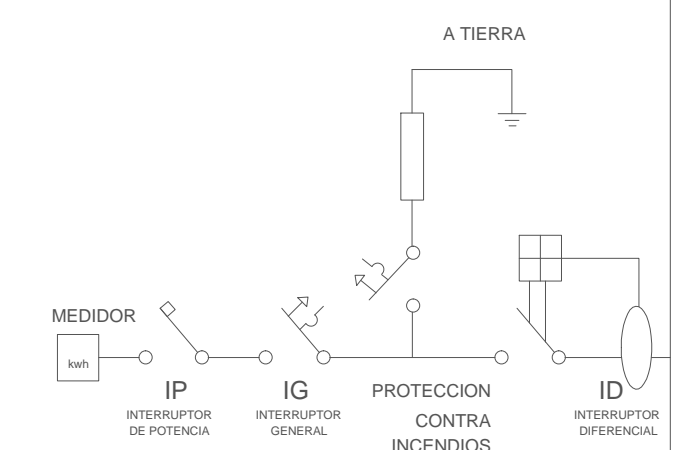 A TIERRA
MEDIDOR
kwh
IP
INTERRUPTOR
DE POTENCIA
IG
INTERRUPTOR
GENERAL
PROTECCION
CONTRA
INCENDIOS
ID
INTERRUPTOR
DIFERENCIAL